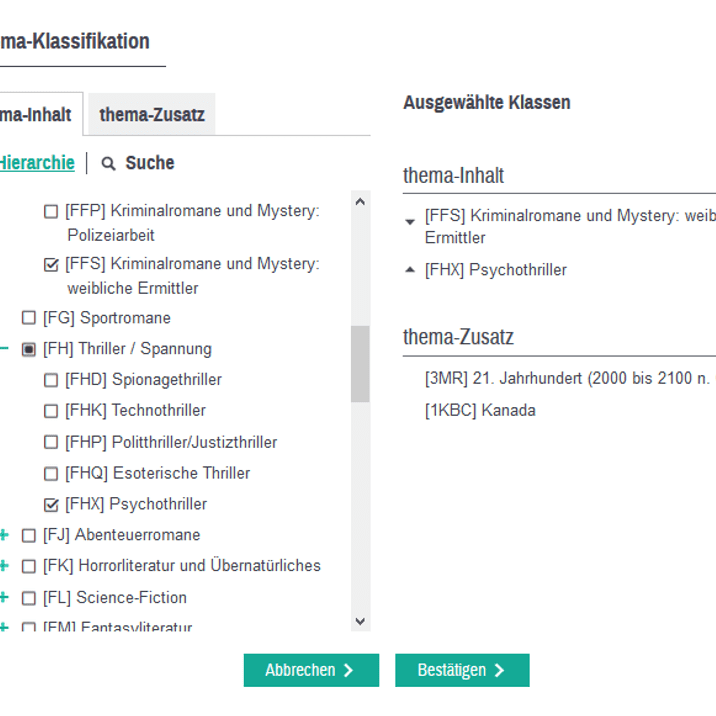 ma-Klassifikation
ma-Inhalt
thema-Zusatz
Hierarchie
Suche
[FFP] Kriminalromane und Mystery:
Polizeiarbeit
[FFS] Kriminalromane und Mystery:
weibliche Ermittler
[FG] Sportromane
[FH] Thriller / Spannung
[FHD] Spionagethriller
[FHK] Technothriller
[FHP] Politthriller/Justizthriller
[FHQ] Esoterische Thriller
[FHX] Psychothriller
[FJ] Abenteuerromane
[FK] Horrorliteratur und Übernatürliches
[FL] Science-Fiction
[FM] Fantasyliteratur
Ausgewählte Klassen
thema-Inhalt
[FFS] Kriminalromane und Mystery: weib
Ermittler
[FHX] Psychothriller
thema-Zusatz
[3MR] 21. Jahrhundert (2000 bis 2100 n.
[1KBC] Kanada
Abbrechen
Bestätigen